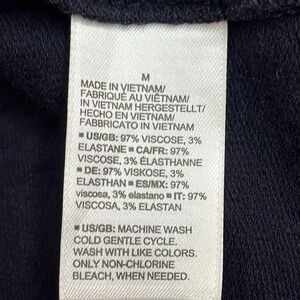 M
MADE IN VIETNAM/
FABRIQUÉ AU VIÊTNAM/
IN VIETNAM HERGESTELLT/
HECHO EN VIETNAM/
FABBRICATO IN VIETNAM
■ US/GB: 97% VISCOSE, 3%
ELASTANE ■ CA/FR: 97%
VISCOSE, 3% ÉLASTHANNE
■ DE: 97% VISKOSE, 3%
ELASTHAN ■ ES/MX: 97%
viscosa, 3% elastano ■ IT: 97%
VISCOSA, 3% ELASTAN
■ US/GB: MACHINE WASH
COLD GENTLE CYCLE.
WASH WITH LIKE COLORS.
ONLY NON-CHLORINE
BLEACH, WHEN NEEDED.